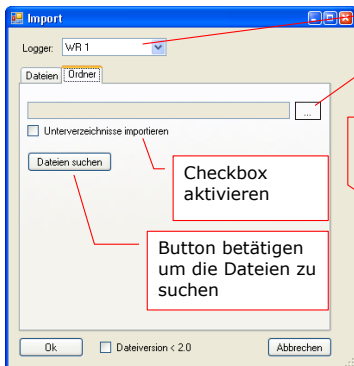 Import
Logger: WR 1
Dateien Ordner
...
Unterverzeichnisse importieren
Dateien suchen
Checkbox
aktivieren
Button betätigen
um die Dateien zu
suchen
Ok Dateiversion < 2.0 Abbrechen